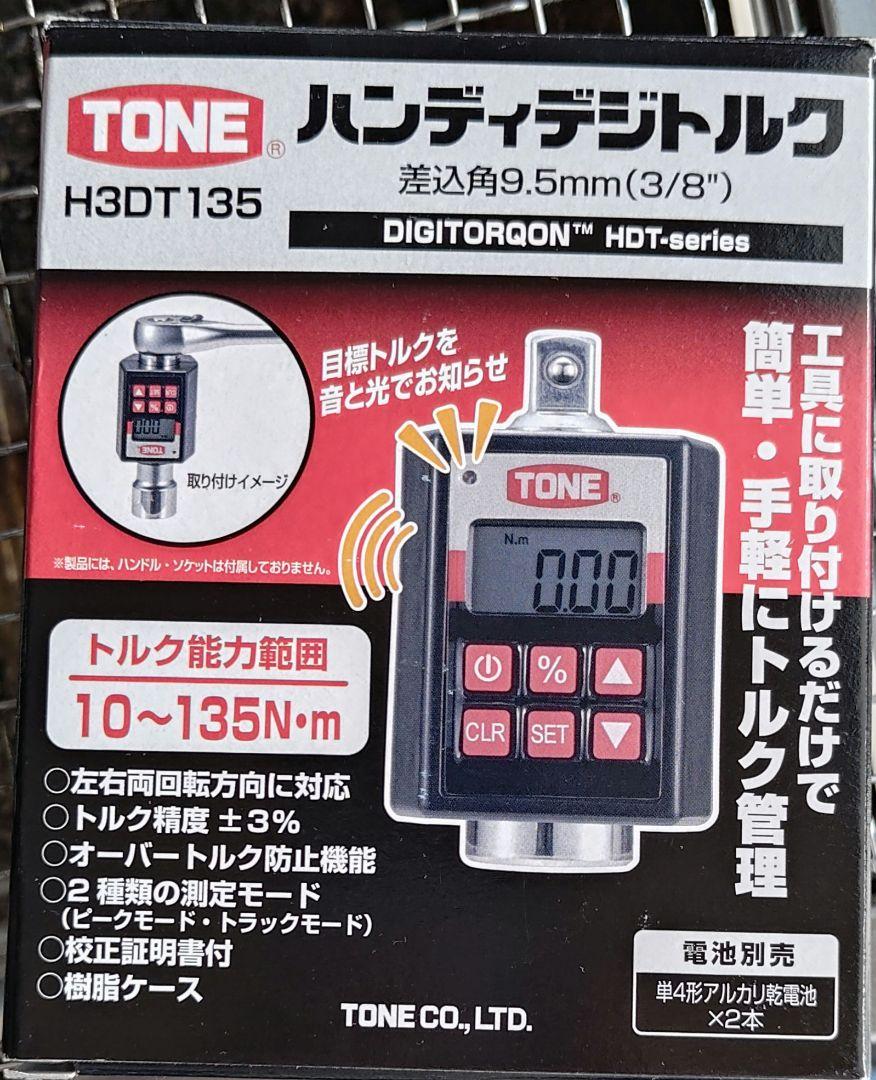 TONE®
ハンディデジトルク
H3DT135
差込角9.5mm(3/8")
DIGITORQON™ HDT-series
目標トルクを
音と光でお知らせ
工具に取り付けるだけで
簡単・手軽にトルク管理
取り付けイメージ
TONE
0.00
※製品には、ハンドル・ソケットは付属しておりません。
TONE®
N.m
0.00
%
CLR
SET
トルク能力範囲
10～135N・m
○左右両回転方向に対応
○トルク精度 ±3%
○オーバートルク防止機能
○2種類の測定モード
(ピークモード・トラックモード)
○校正証明書付
○樹脂ケース
電池別売
単4形アルカリ乾電池
×2本
TONE CO., LTD.